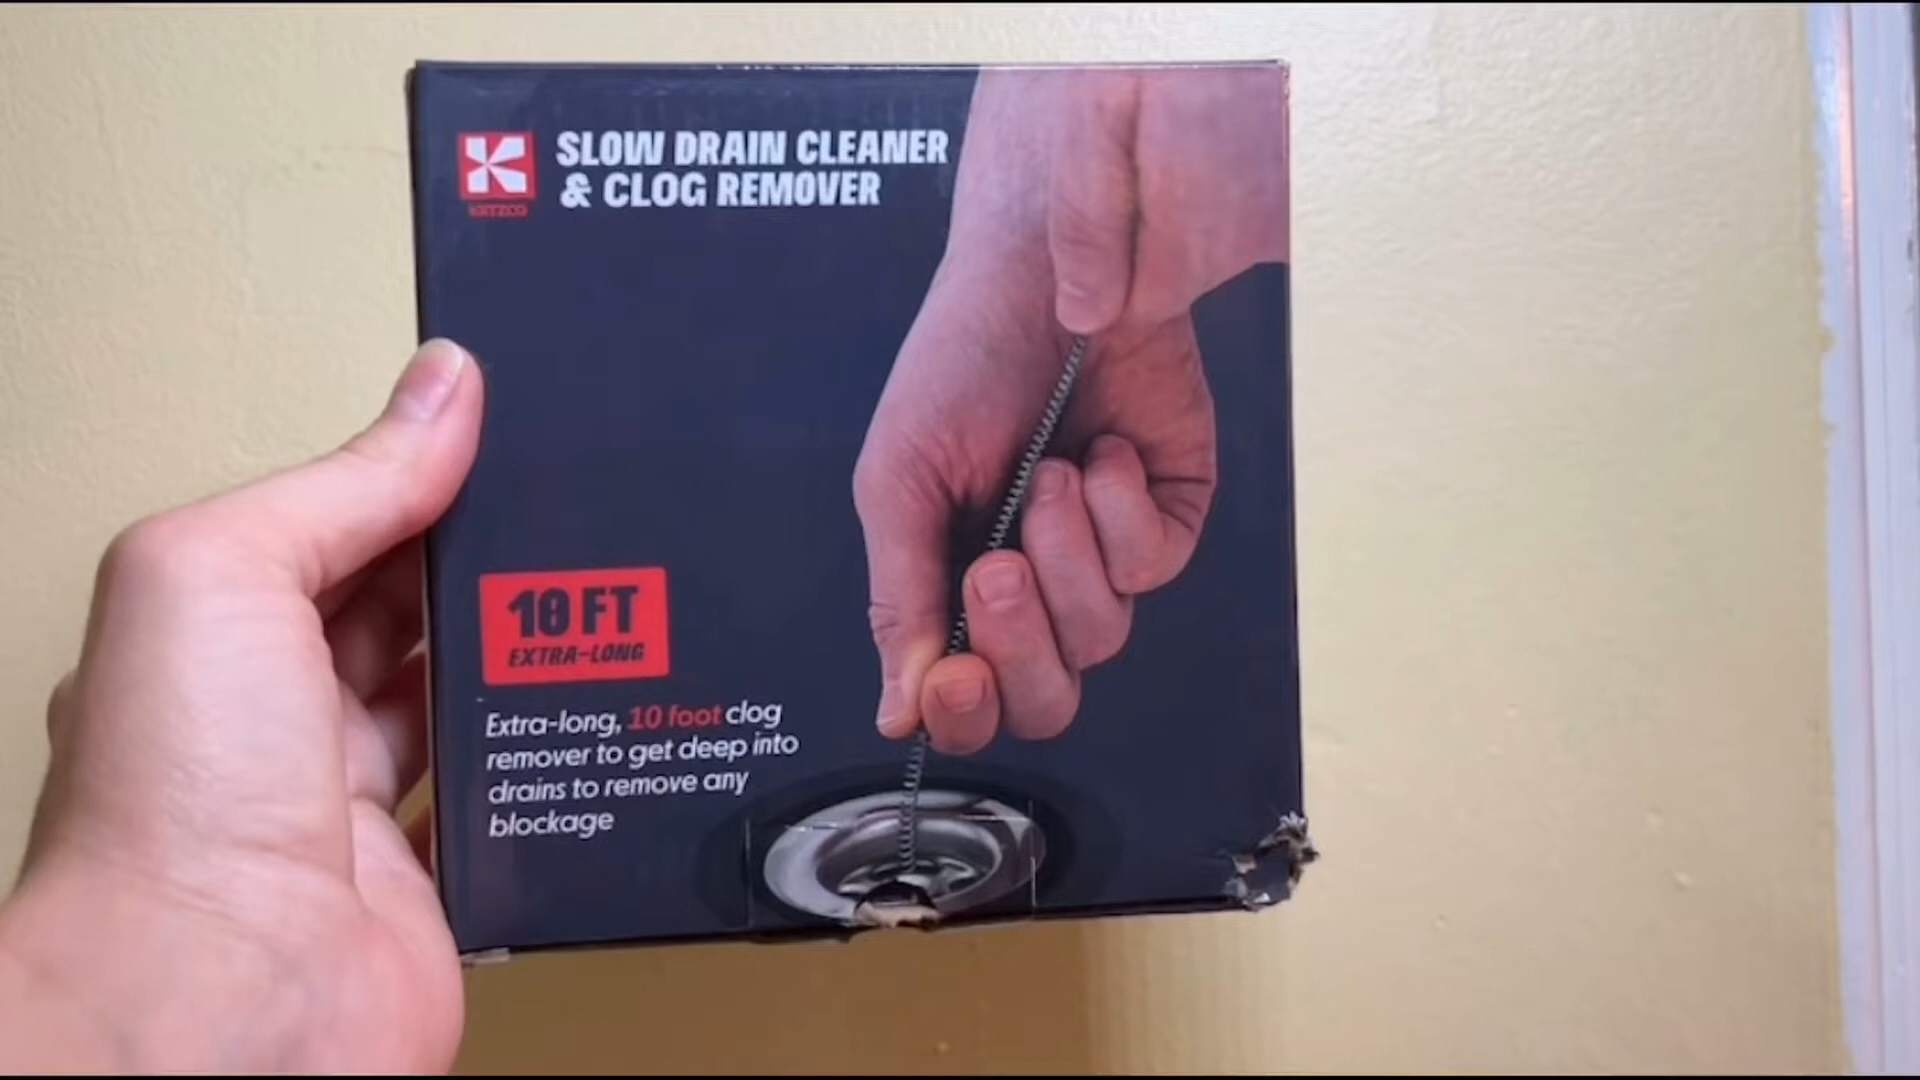 SLOW DRAIN CLEANER
& CLOG REMOVER
KATZCO
10 FT
EXTRA-LONG
Extra-long, 10 foot clog
remover to get deep into
drains to remove any
blockage